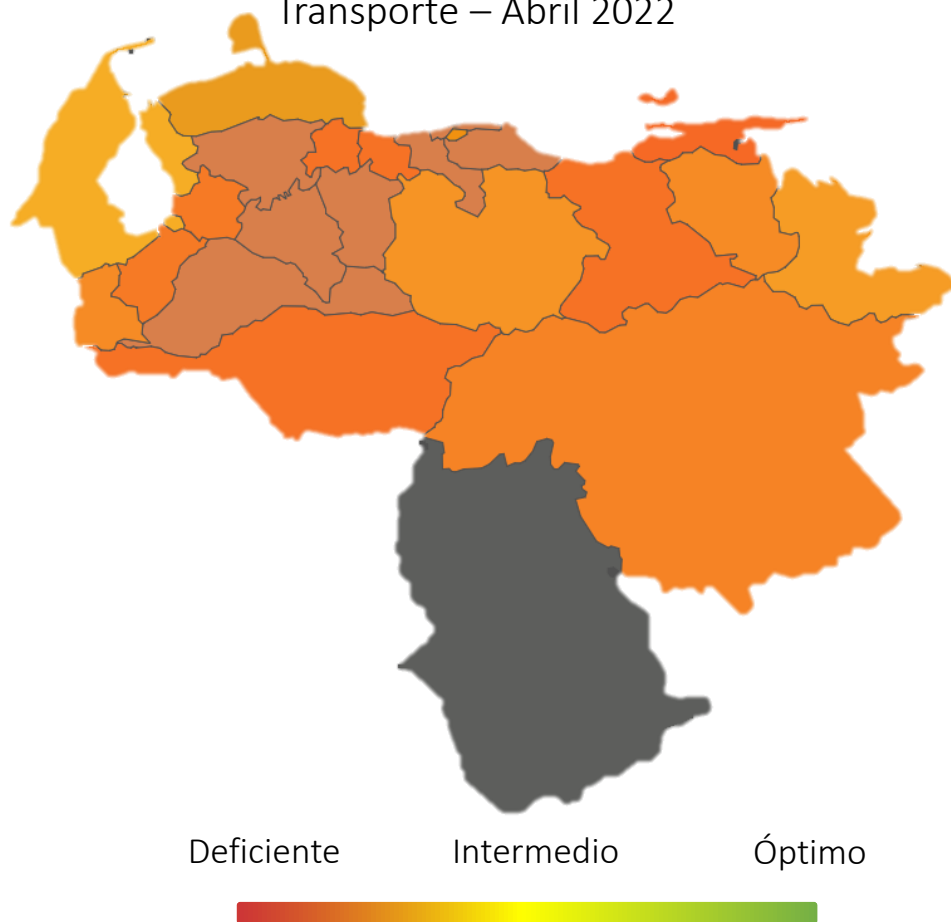 Transporte – Abril 2022
Deficiente Intermedio Óptimo